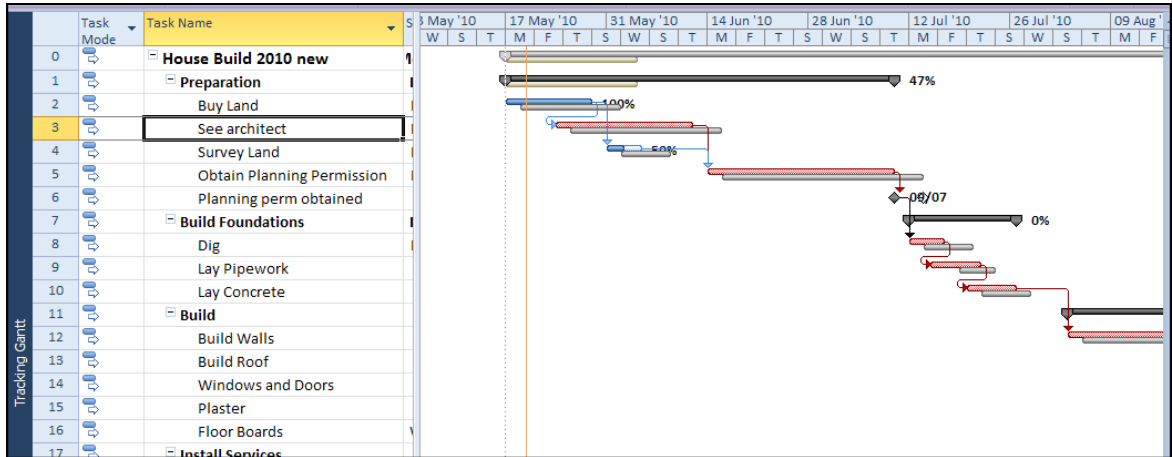 Task Mode Task Name S 3 May '10 17 May '10 31 May '10 14 Jun '10 28 Jun '10 12 Jul '10 26 Jul '10 09 Aug '
W S T M F T S W S T M F T S W S T M F T S W S T M F
0 House Build 2010 new
1 Preparation 47%
2 Buy Land 100%
3 See architect
4 Survey Land 50%
5 Obtain Planning Permission
6 Planning perm obtained 09/07
7 Build Foundations 0%
8 Dig
9 Lay Pipework
10 Lay Concrete
11 Build
12 Build Walls
13 Build Roof
14 Windows and Doors
15 Plaster
16 Floor Boards
17 Install Services
Tracking Gantt